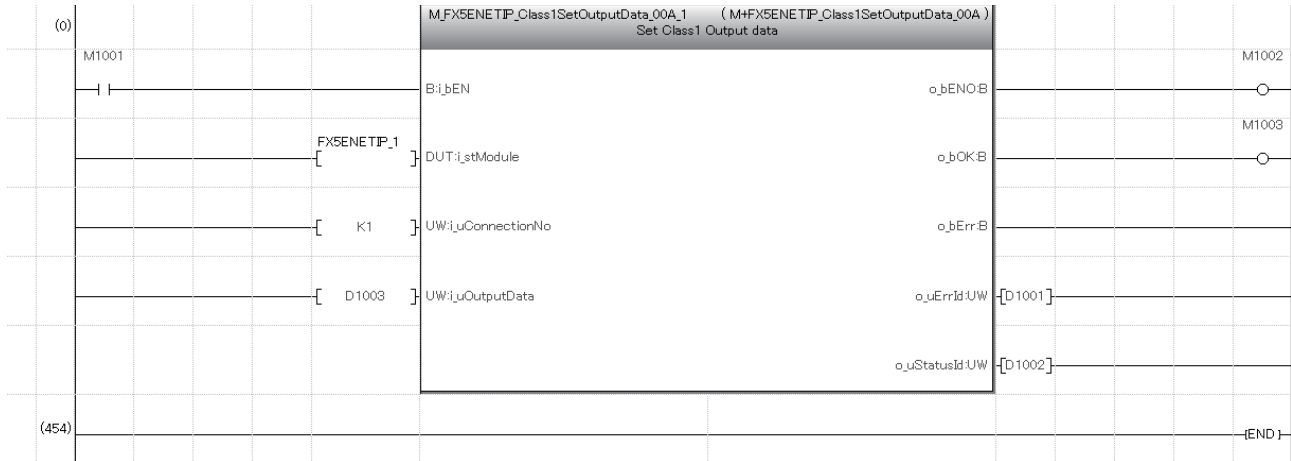 (0)
M_FX5ENETIP_Class1SetOutputData_00A_1 (M+FX5ENETIP_Class1SetOutputData_00A)
Set Class1 Output data
M1001
M1002
B:i_bEN
o_bENO:B
M1003
FX5ENETIP_1
DUT:i_stModule
o_bOK:B
K1
UW:i_uConnectionNo
o_bErr:B
D1003
UW:i_uOutputData
o_uErrId:UW
D1001
o_uStatusId:UW
D1002
(454)
END